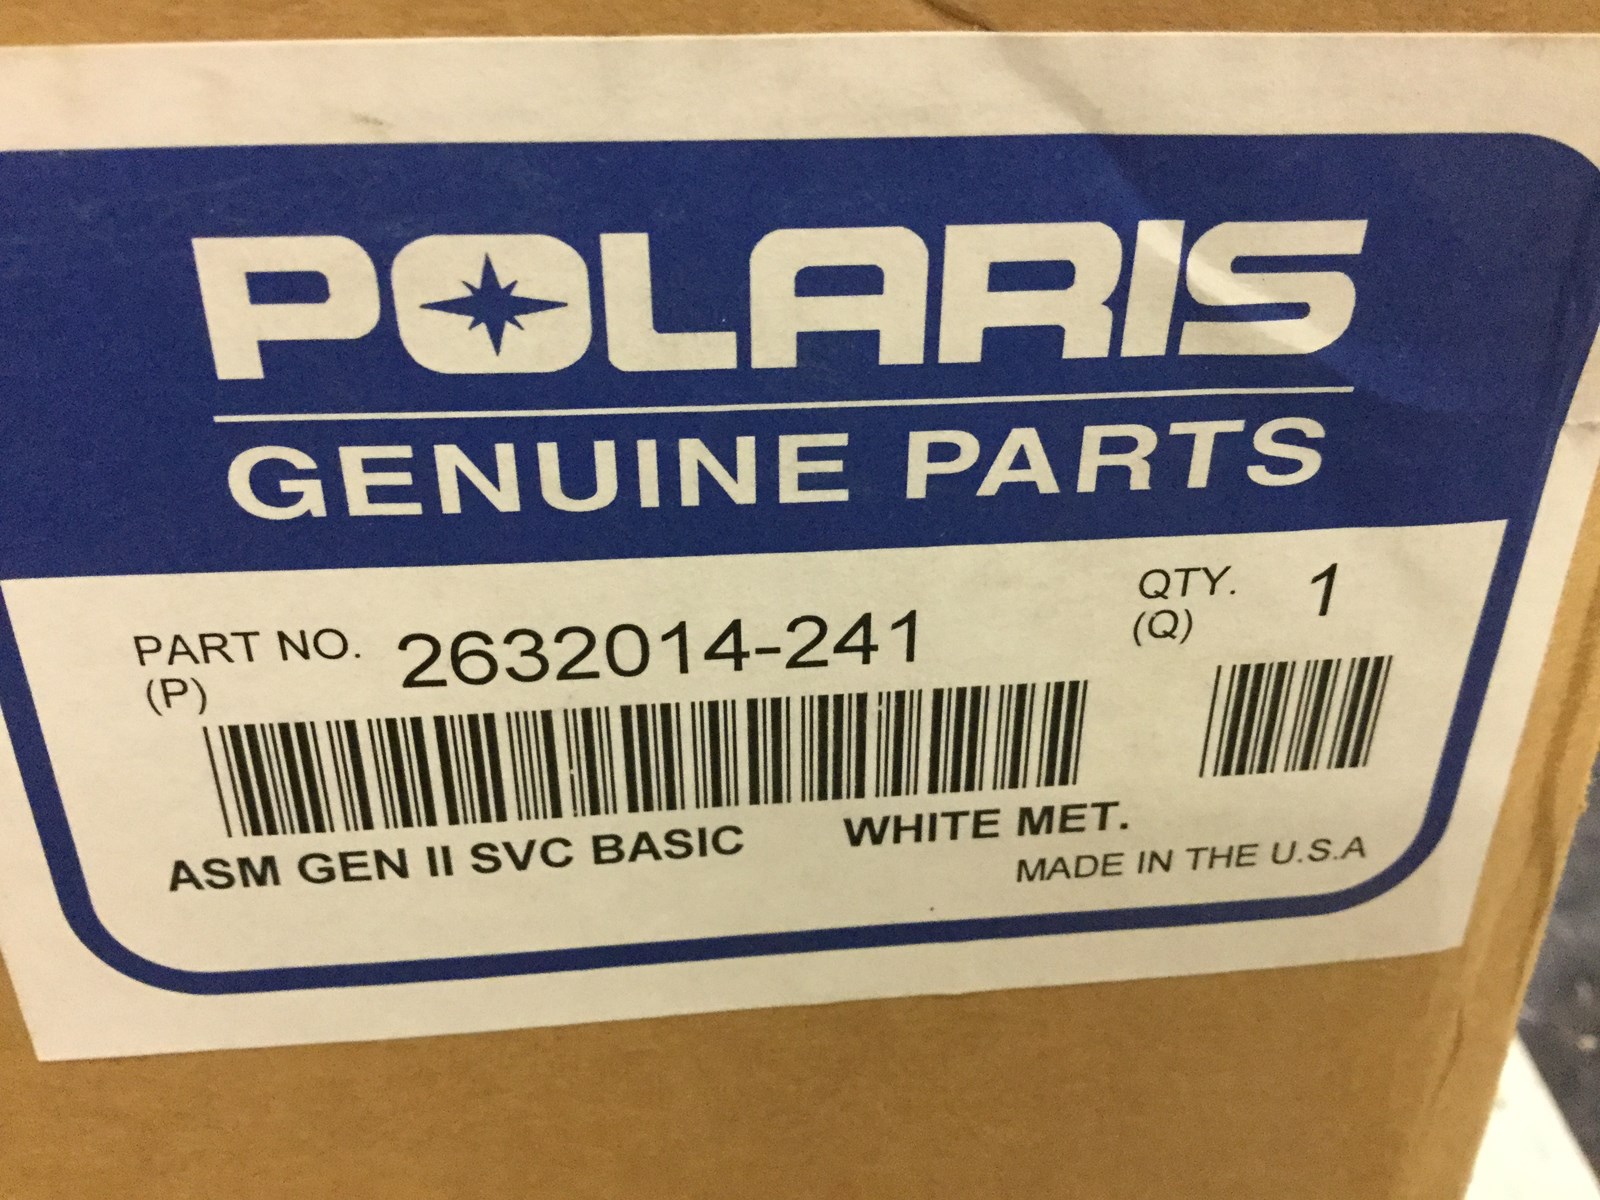 POLARIS
GENUINE PARTS
PART NO. 2632014-241
(P)
QTY. 1
(Q)
ASM GEN II SVC BASIC WHITE MET.
MADE IN THE U.S.A